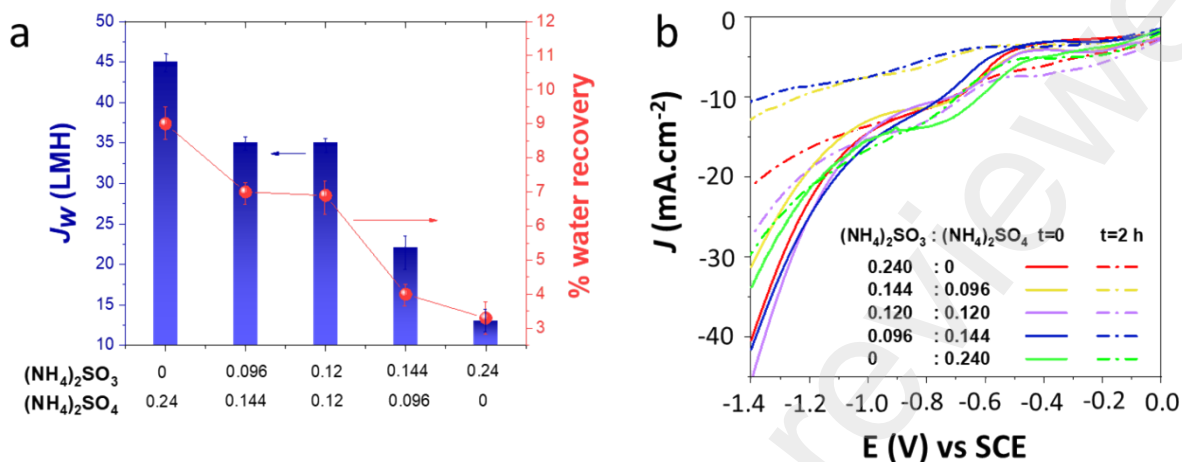 a
50
45
40
35
30
25
20
15
10
J_W (LMH)
12
11
10
9
8
7
6
5
4
3
% water recovery
(NH4)2SO3 0 0.096 0.12 0.144 0.24
(NH4)2SO4 0.24 0.144 0.12 0.096 0
b
0
-10
-20
-30
-40
J (mA.cm-2)
(NH4)2SO3 : (NH4)2SO4 t=0 t=2 h
0.240 : 0
0.144 : 0.096
0.120 : 0.120
0.096 : 0.144
0 : 0.240
-1.4 -1.2 -1.0 -0.8 -0.6 -0.4 -0.2 0.0
E (V) vs SCE
reviewe